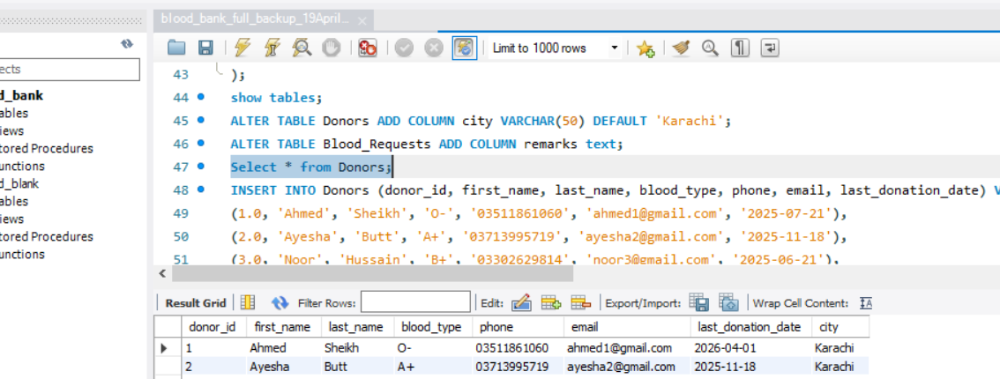 blood_bank_full_backup_19April...
Limit to 1000 rows
ects
d_bank
ables
iews
tored Procedures
unctions
d_blank
ables
iews
tored Procedures
unctions
43 );
44 show tables;
45 ALTER TABLE Donors ADD COLUMN city VARCHAR(50) DEFAULT 'Karachi';
46 ALTER TABLE Blood_Requests ADD COLUMN remarks text;
47 Select * from Donors;
48 INSERT INTO Donors (donor_id, first_name, last_name, blood_type, phone, email, last_donation_date) V
49 (1.0, 'Ahmed', 'Sheikh', 'O-', '03511861060', 'ahmed1@gmail.com', '2025-07-21'),
50 (2.0, 'Ayesha', 'Butt', 'A+', '03713995719', 'ayesha2@gmail.com', '2025-11-18'),
51 (3.0, 'Noor', 'Hussain', 'B+', '03302629814', 'noor3@gmail.com', '2025-06-21'),
Result Grid Filter Rows: Edit: Export/Import: Wrap Cell Content: IA
donor_id first_name last_name blood_type phone email last_donation_date city
1 Ahmed Sheikh O- 03511861060 ahmed1@gmail.com 2026-04-01 Karachi
2 Ayesha Butt A+ 03713995719 ayesha2@gmail.com 2025-11-18 Karachi